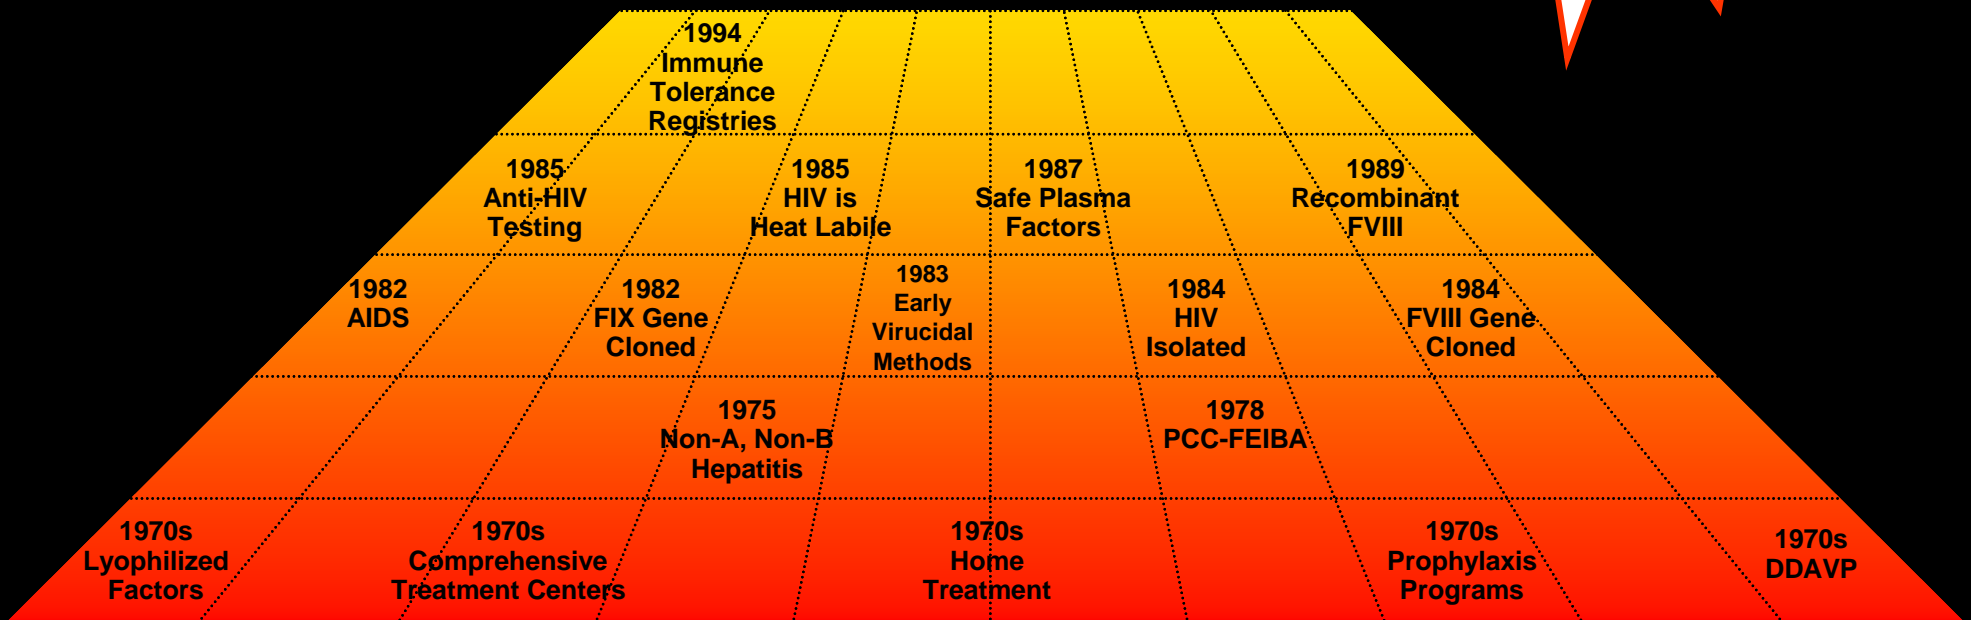 1994
Immune
Tolerance
Registries
1985
Anti-HIV
Testing
1985
HIV is
Heat Labile
1987
Safe Plasma
Factors
1989
Recombinant
FVIII
1982
AIDS
1982
FIX Gene
Cloned
1983
Early
Virucidal
Methods
1984
HIV
Isolated
1984
FVIII Gene
Cloned
1975
Non-A, Non-B
Hepatitis
1978
PCC-FEIBA
1970s
Lyophilized
Factors
1970s
Comprehensive
Treatment Centers
1970s
Home
Treatment
1970s
Prophylaxis
Programs
1970s
DDAVP